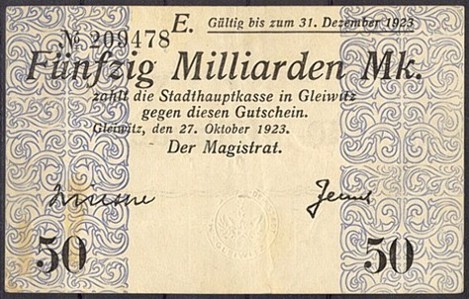 E. Gültig bis zum 31. Dezember 1923
№ 209478
Fünfzig Milliarden Mk.
zahlt die Stadthauptkasse in Gleiwitz
gegen diesen Gutschein.
Gleiwitz, den 27. Oktober 1923.
Der Magistrat.
50 50